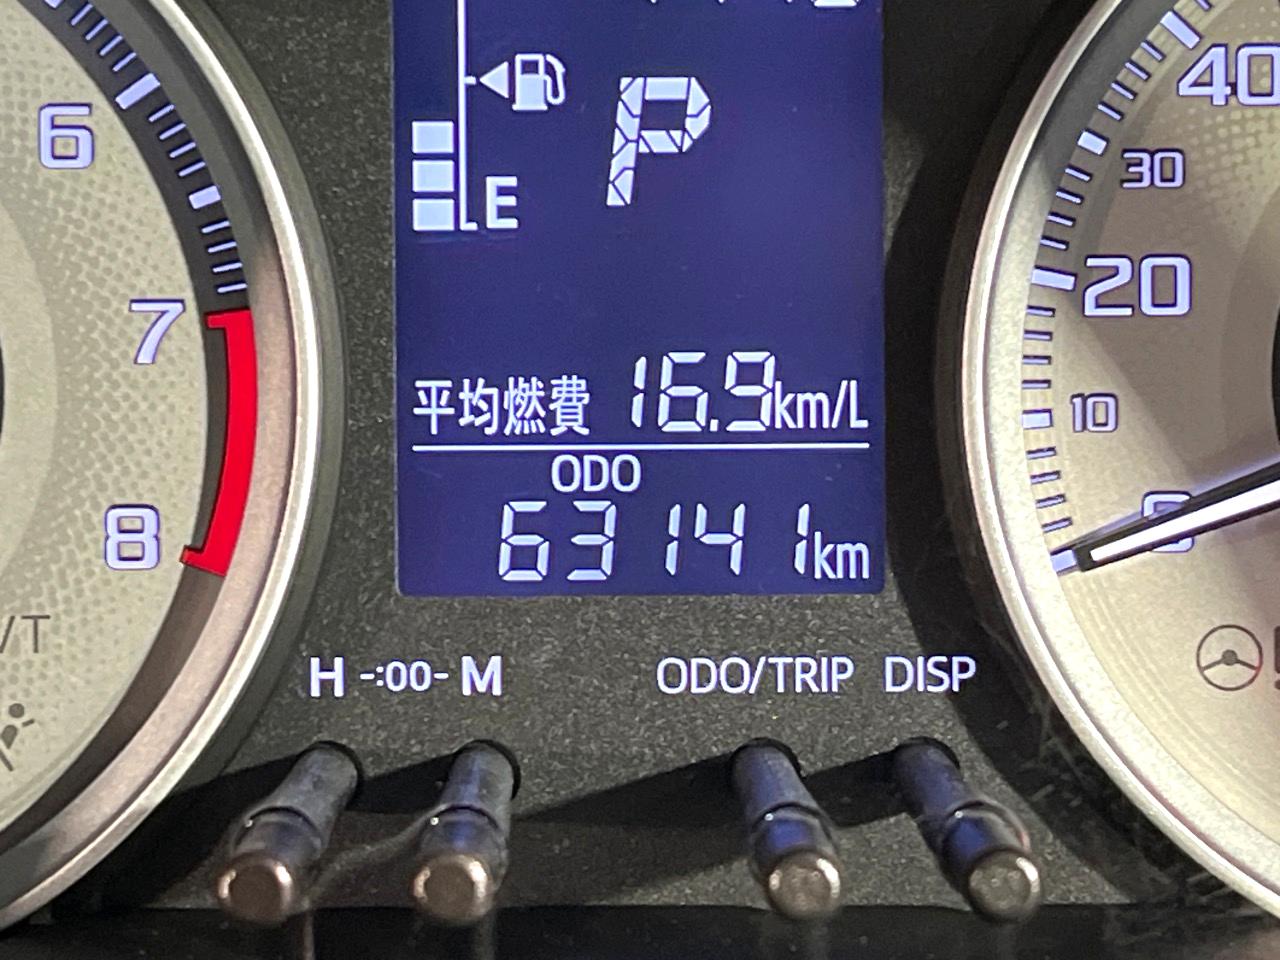 P
E
平均燃費 16.9km/L
ODO
63141km
6
7
8
/T
40
30
20
10
0
H -:00- M
ODO/TRIP DISP